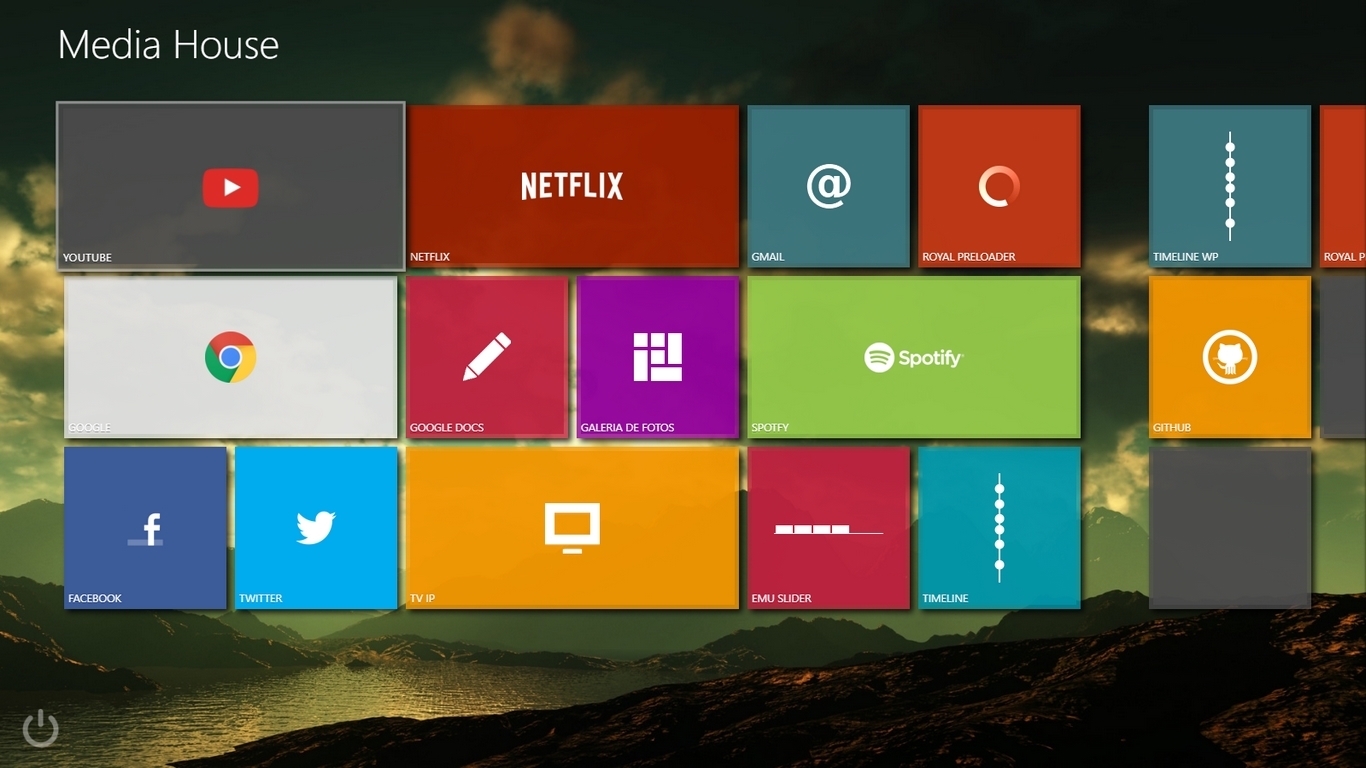 Media House
NETFLIX
@
YOUTUBE
NETFLIX
GMAIL
ROYAL PRELOADER
TIMELINE WP
ROYAL P
Spotify
GOOGLE
GOOGLE DOCS
GALERIA DE FOTOS
SPOTFY
GITHUB
f
FACEBOOK
TWITTER
TV IP
EMU SLIDER
TIMELINE